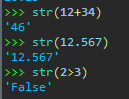 >>> str(12+34)
'46'
>>> str(12.567)
'12.567'
>>> str(2>3)
'False'